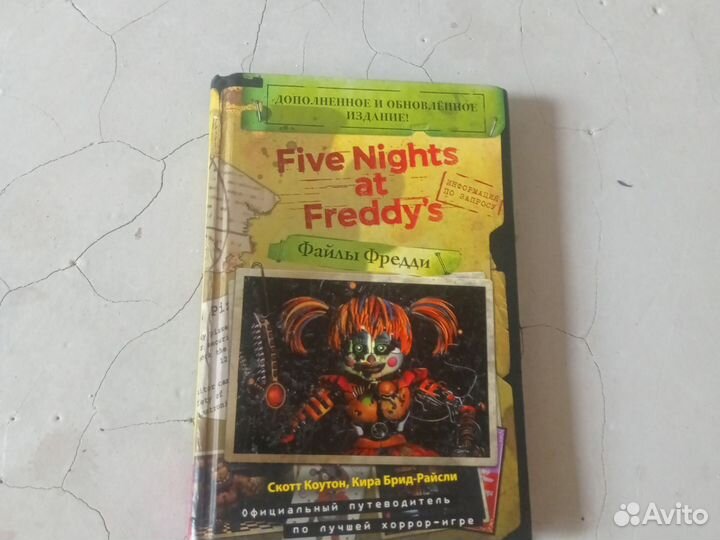 ДОПОЛНЕННОЕ И ОБНОВЛЁННОЕ
ИЗДАНИЕ!
Five Nights
at
Freddy's
ИНФОРМАЦИЯ
ПО ЗАПРОСУ
Файлы Фредди
Скотт Коутон, Кира Брид-Райсли
Официальный путеводитель
по лучшей хоррор-игре
Avito